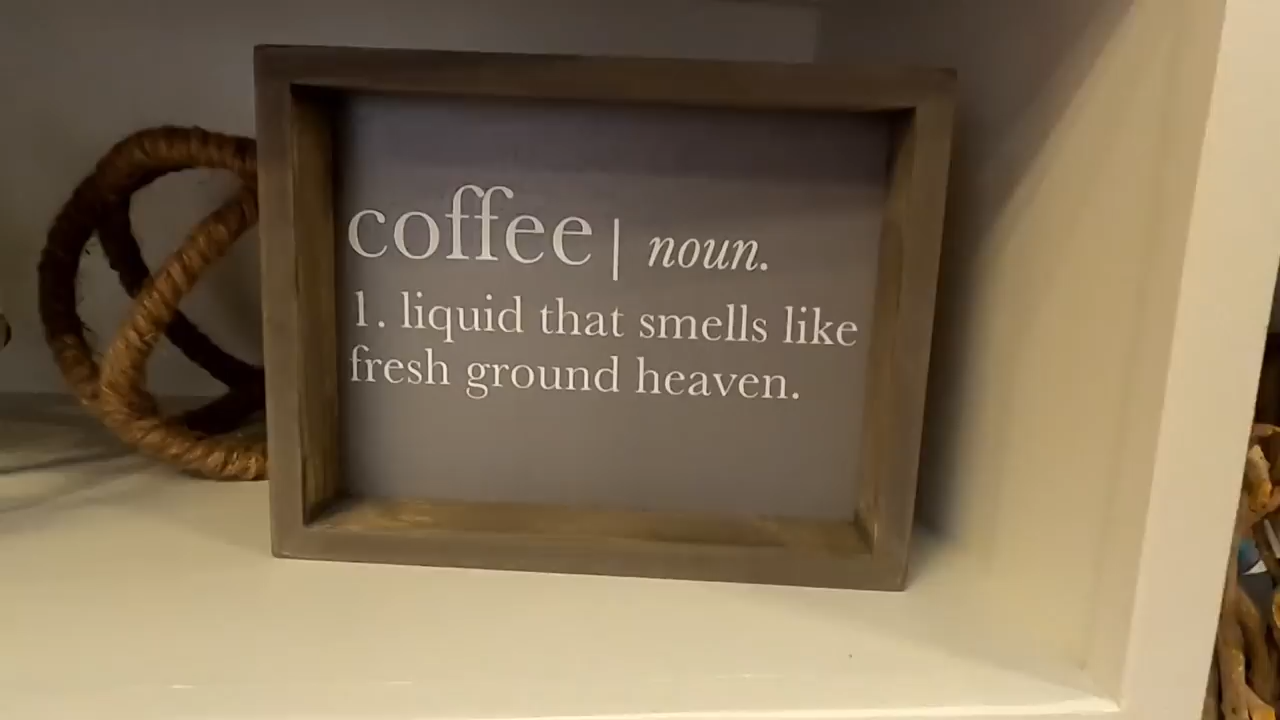 coffee | noun.
1. liquid that smells like
fresh ground heaven.